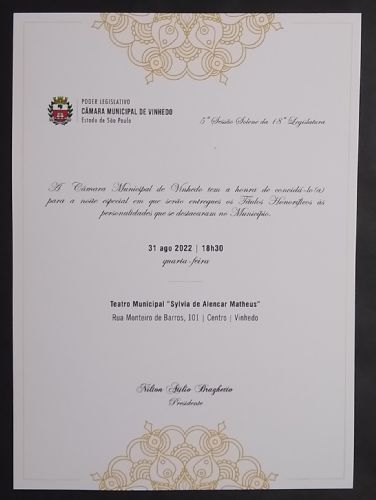 PODER LEGISLATIVO
CÂMARA MUNICIPAL DE VINHEDO
Estado de São Paulo
5ª Sessão Solene da 18ª Legislatura
A Câmara Municipal de Vinhedo tem a honra de convidá-lo(a)
para a noite especial em que serão entregues os Títulos Honoríficos às
personalidades que se destacaram no Município.
31 ago 2022 | 18h30
quarta-feira
Teatro Municipal "Sylvia de Alencar Matheus"
Rua Monteiro de Barros, 101 | Centro | Vinhedo
Nilton Atílio Braghetto
Presidente